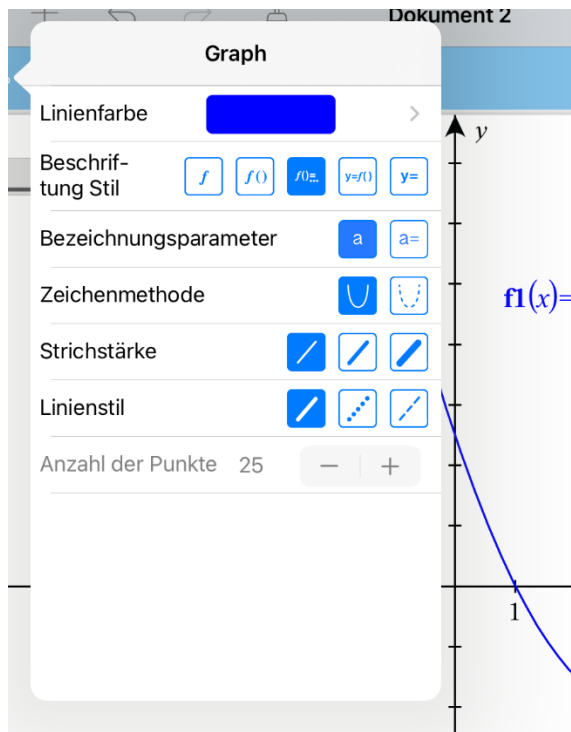 Dokument 2
Graph
Linienfarbe
y
Beschrif-
tung Stil
f f() f()=... y=f() y=
Bezeichnungsparameter a a=
Zeichenmethode
f1(x)=
Strichstärke
Linienstil
Anzahl der Punkte 25 − +
1